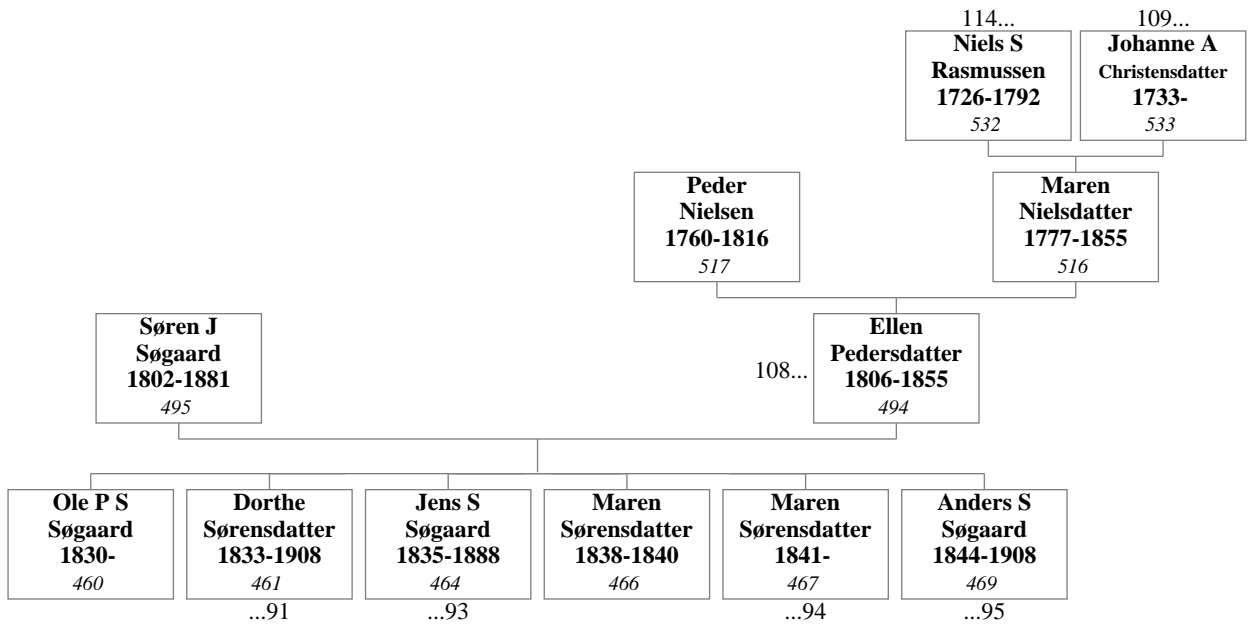 114...
Niels S
Rasmussen
1726-1792
532
109...
Johanne A
Christensdatter
1733-
533
Peder
Nielsen
1760-1816
517
Maren
Nielsdatter
1777-1855
516
Søren J
Søgaard
1802-1881
495
108...
Ellen
Pedersdatter
1806-1855
494
Ole P S
Søgaard
1830-
460
Dorthe
Sørensdatter
1833-1908
461
...91
Jens S
Søgaard
1835-1888
464
...93
Maren
Sørensdatter
1838-1840
466
Maren
Sørensdatter
1841-
467
...94
Anders S
Søgaard
1844-1908
469
...95